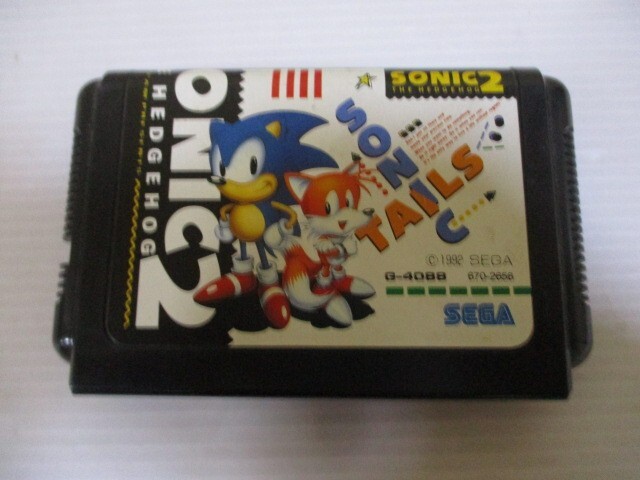 SONIC 2
THE HEDGEHOG
ONIC 2
HEDGEHOG
SONIC
TAILS
©1992 SEGA
G-4088 670-2656
SEGA